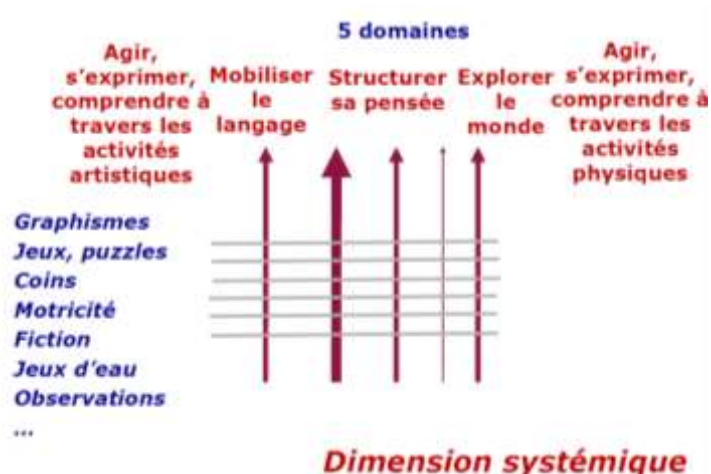 5 domaines
Agir,
s'exprimer,
comprendre à
travers les
activités
artistiques
Mobiliser
le
langage
Structurer
sa pensée
Explorer
le
monde
Agir,
s'exprimer,
comprendre à
travers les
activités
physiques
Graphismes
Jeux, puzzles
Coins
Motricité
Fiction
Jeux d'eau
Observations
...
Dimension systémique